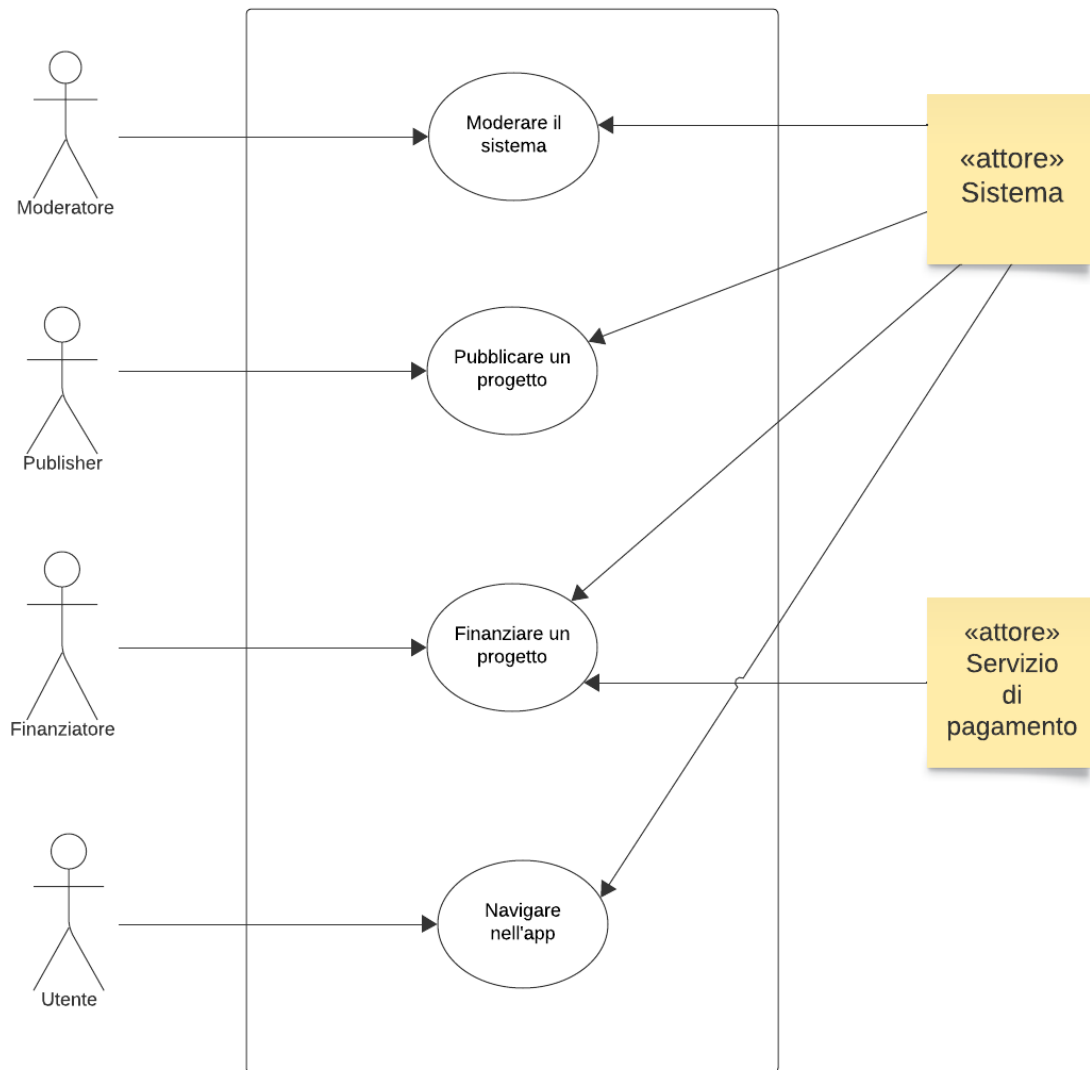 Moderatore
Moderare il
sistema
«attore»
Sistema
Publisher
Pubblicare un
progetto
Finanziatore
Finanziare un
progetto
«attore»
Servizio
di
pagamento
Utente
Navigare
nell'app